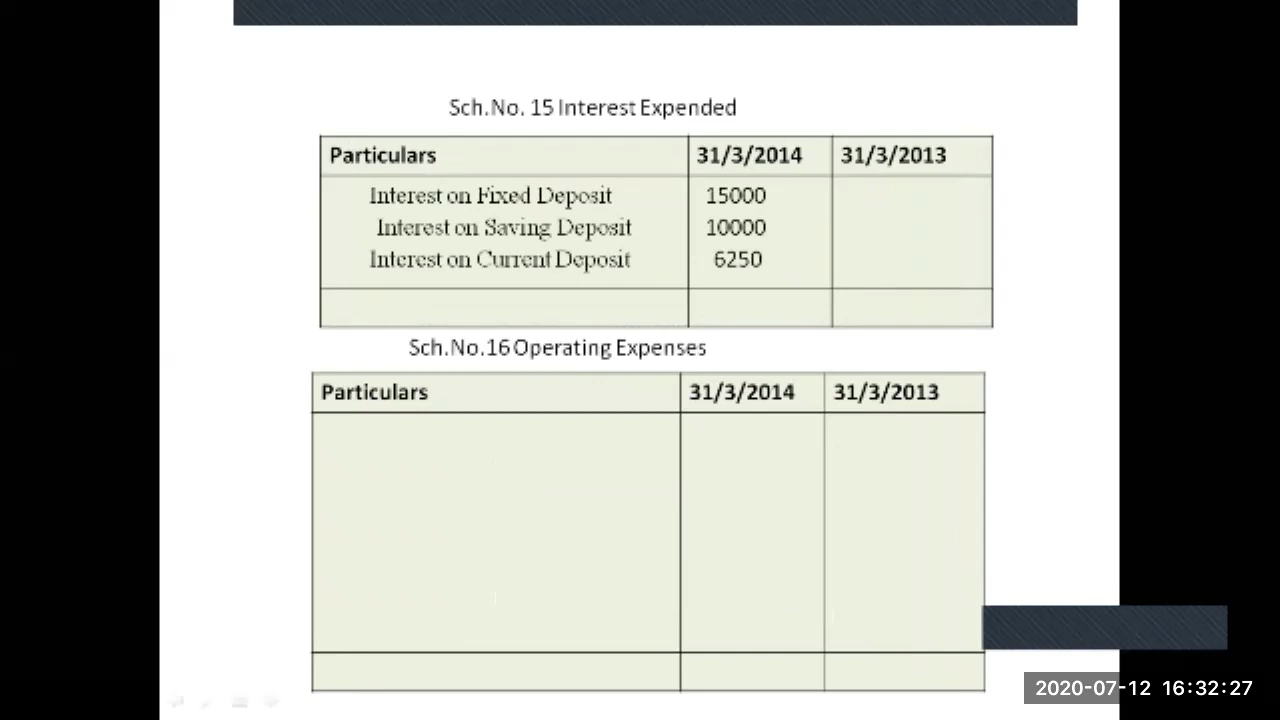 Sch.No. 15 Interest Expended
Particulars 31/3/2014 31/3/2013
Interest on Fixed Deposit 15000
Interest on Saving Deposit 10000
Interest on Current Deposit 6250
Sch.No.16 Operating Expenses
Particulars 31/3/2014 31/3/2013
2020-07-12 16:32:27